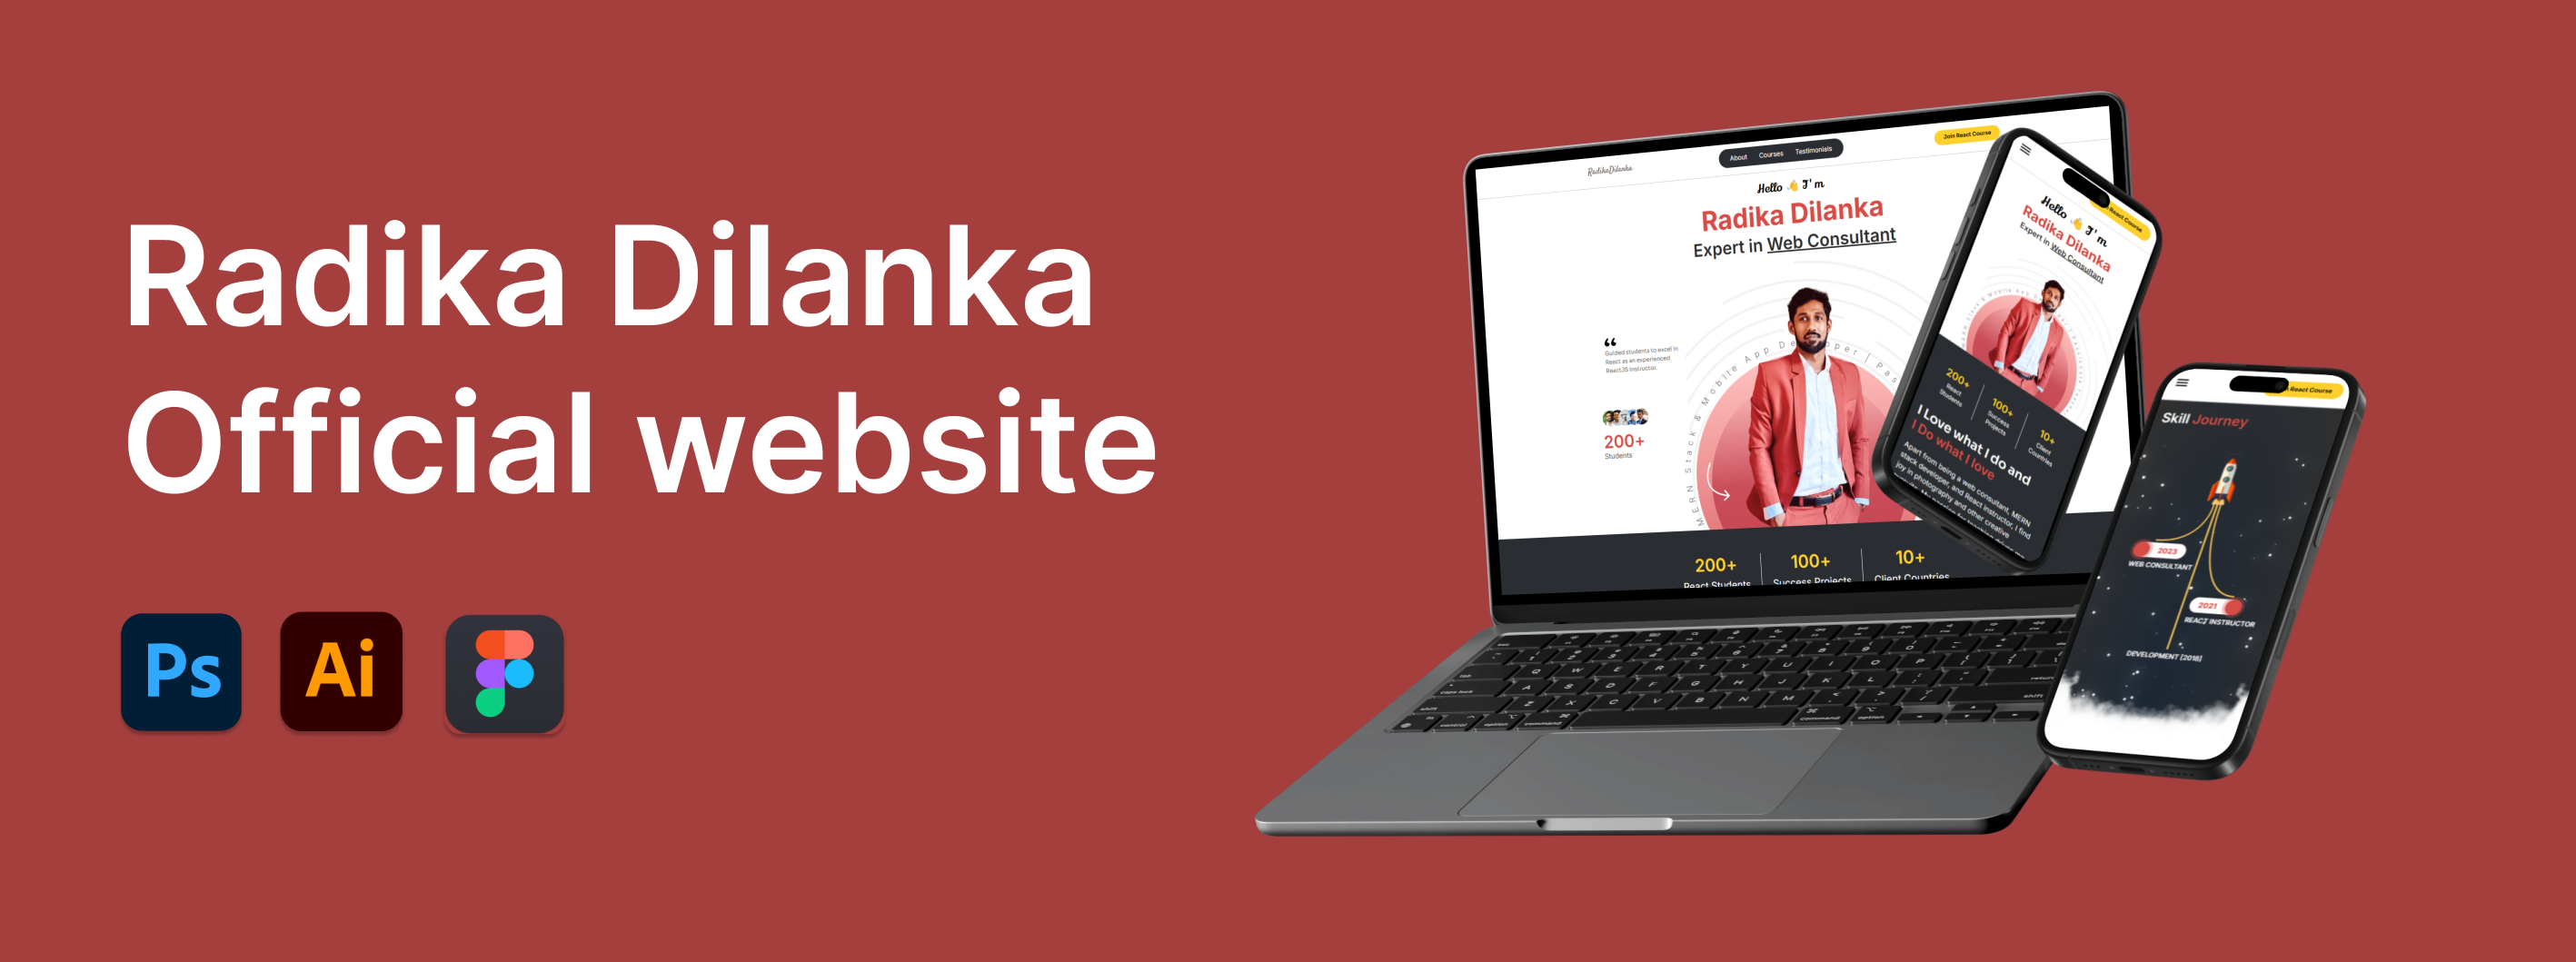 Radika Dilanka
Official website
Ps
Ai
RadikaDilanka
About Courses Testimonials
Join React Course
Hello 👋 I'm
Radika Dilanka
Expert in Web Consultant
Guided students to excel in
React as an experienced
ReactJS instructor.
200+
Students
MERN Stack & Mobile App Developer | Pas
200+
React Students
100+
Success Projects
10+
Client Countries
React Course
Hello 👋 I'm
Radika Dilanka
Expert in Web Consultant
200+
React
Students
100+
Success
Projects
10+
Client
Countries
I Love what I do and
I Do what I love
Apart from being a web consultant, MERN
stack developer, and React instructor, I find
joy in photography and other creative
React Course
Skill Journey
2023
WEB CONSULTANT
2021
REACT INSTRUCTOR
DEVELOPMENT [2018]